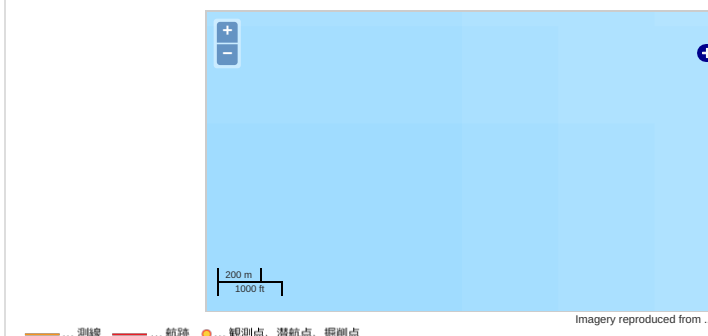 +
−
200 m
1000 ft
Imagery reproduced from ...
... 測線 ... 航跡 ... 観測点、潜航点、掘削点